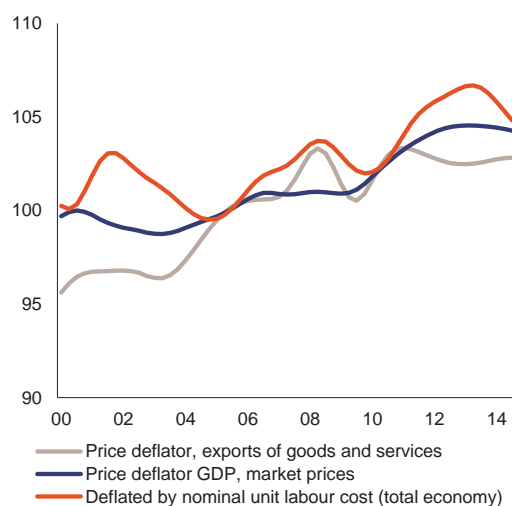 110
105
100
95
90
00 02 04 06 08 10 12 14
Price deflator, exports of goods and services
Price deflator GDP, market prices
Deflated by nominal unit labour cost (total economy)